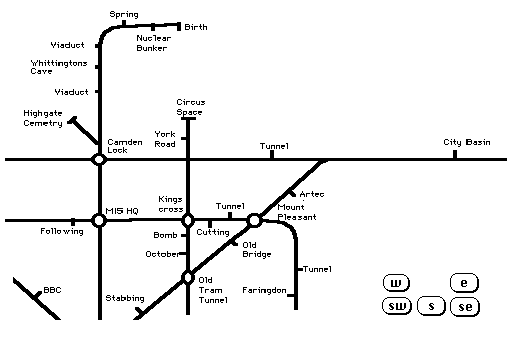 Spring
Birth
Viaduct
Nuclear
Bunker
Whittingtons
Cave
Viaduct
Circus
Space
Highgate
Cemetry
York
Road
Camden
Lock
Tunnel
City Basin
Artec
Kings
cross
Tunnel
MI5 HQ
Mount
Pleasant
Following
Bomb
Cutting
Old
Bridge
October
Tunnel
Old
Tram
Tunnel
BBC
Stabbing
Faringdon
w
e
sw
s
se